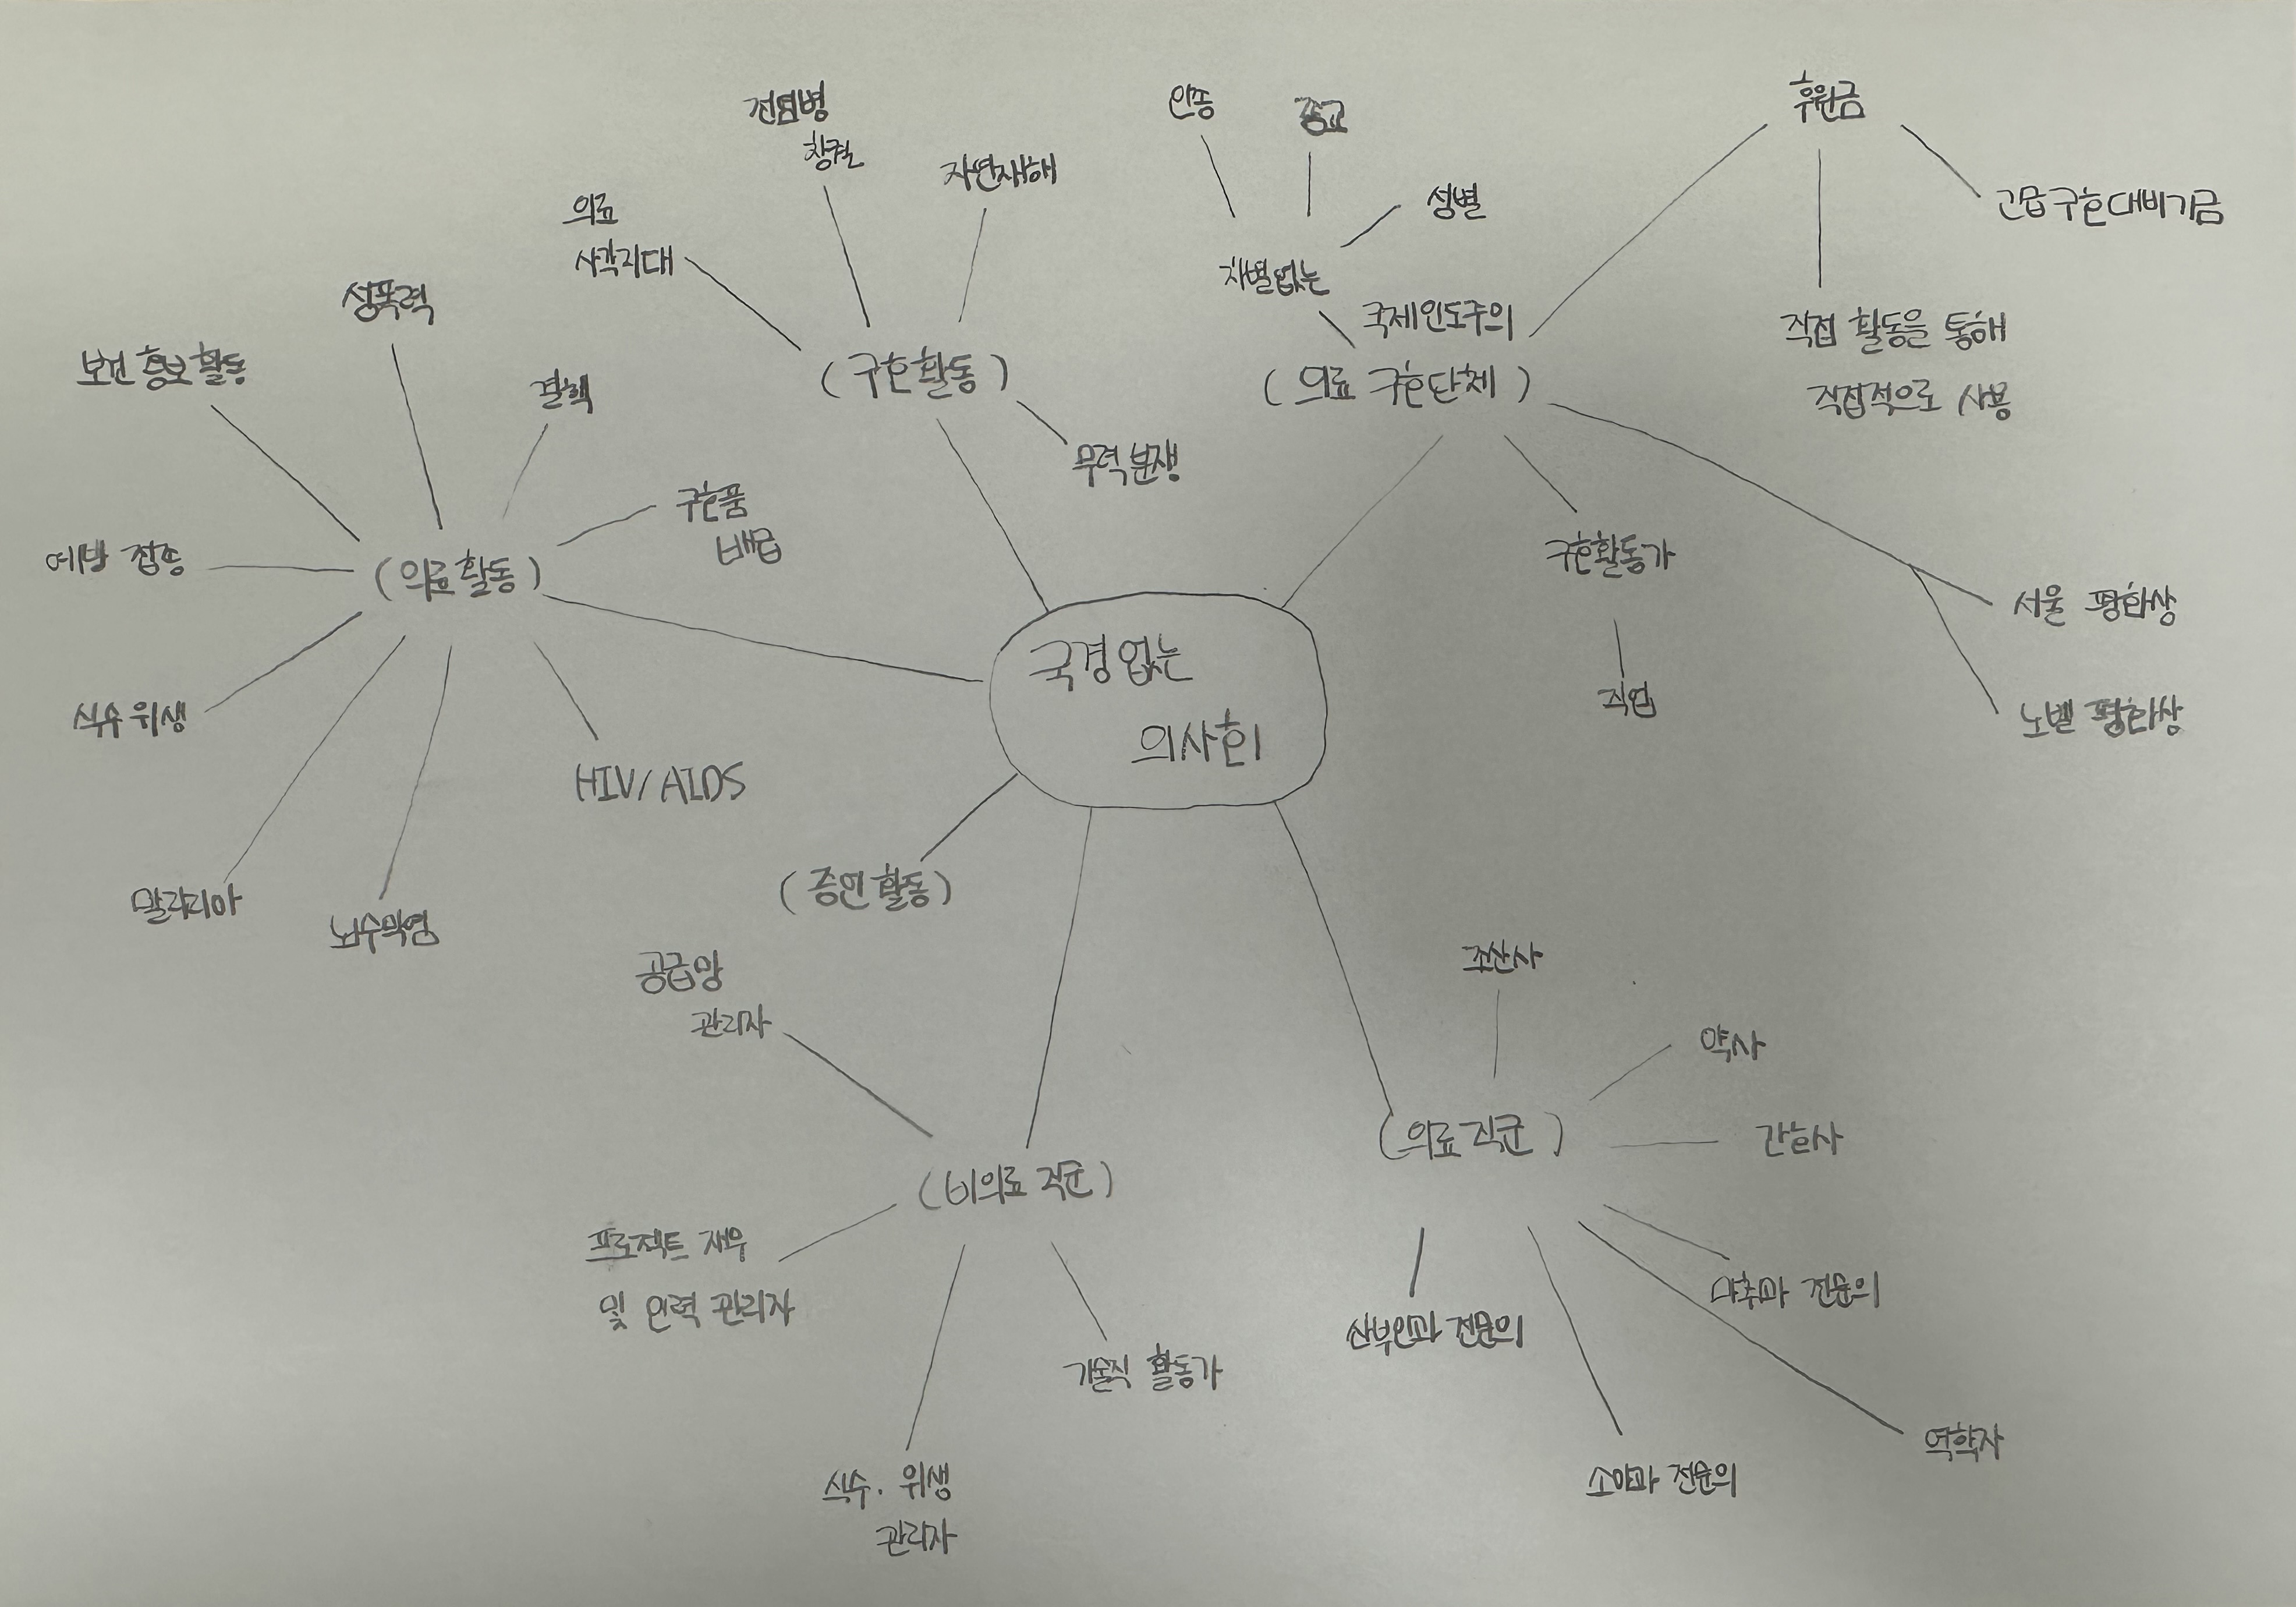 국경없는
의사회
(구호활동)
의료
사각지대
전염병
창궐
자연재해
무력분쟁
국제인도주의
(의료 구호단체)
차별없는
인종
종교
성별
후원금
긴급구호대비기금
직접 활동을 통해
직접적으로 사용
구호활동가
직업
서울 평화상
노벨 평화상
(의료활동)
보건 홍보 활동
성폭력
결핵
구호품
배급
예방 접종
식수 위생
말라리아
뇌수막염
HIV/AIDS
(증언 활동)
(비의료 직군)
공급망
관리자
프로젝트 재무
및 인력 관리자
식수. 위생
관리자
기술직 활동가
(의료 직군)
조산사
약사
간호사
마취과 전문의
역학자
소아과 전문의
산부인과 전문의